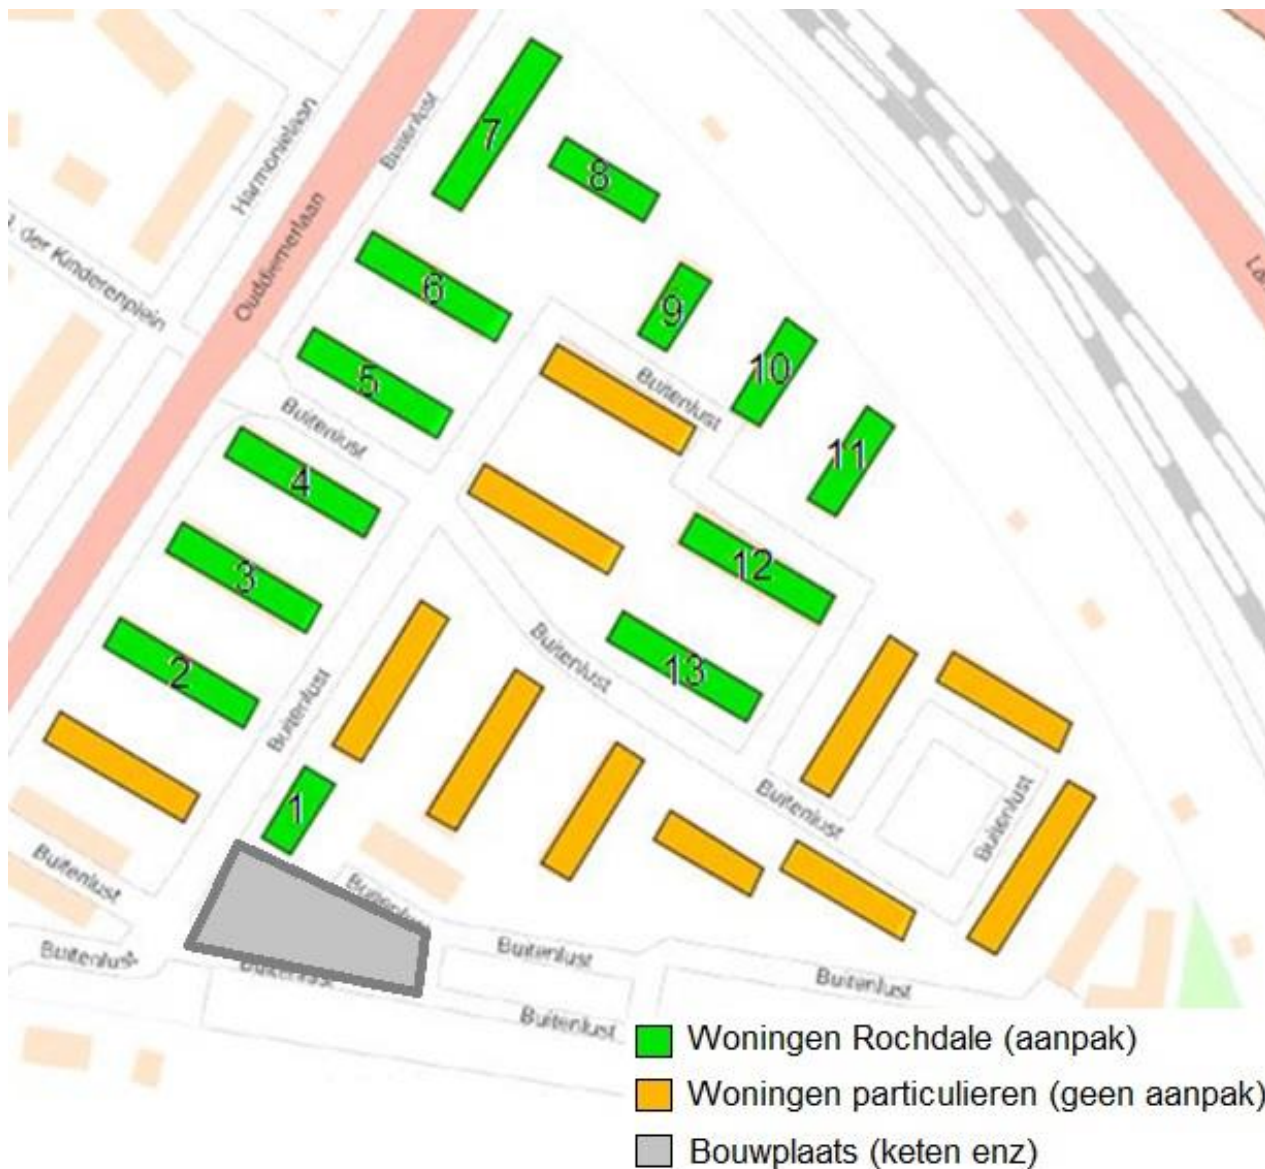 7
Buitenlust
8
Harmonielaan
Ouddiemerlaan
der Kinderenplein
6
9
10
5
Buitenlust
Buitenlust
11
4
3
12
2
Buitenlust
13
Buitenlust
1
Buitenlust
Buitenlust
Buitenlust
Buitenlust
Buitenlust
Buitenlust
Buitenlust
Buitenlust
Buitenlust
Woningen Rochdale (aanpak)
Woningen particulieren (geen aanpak)
Bouwplaats (keten enz)